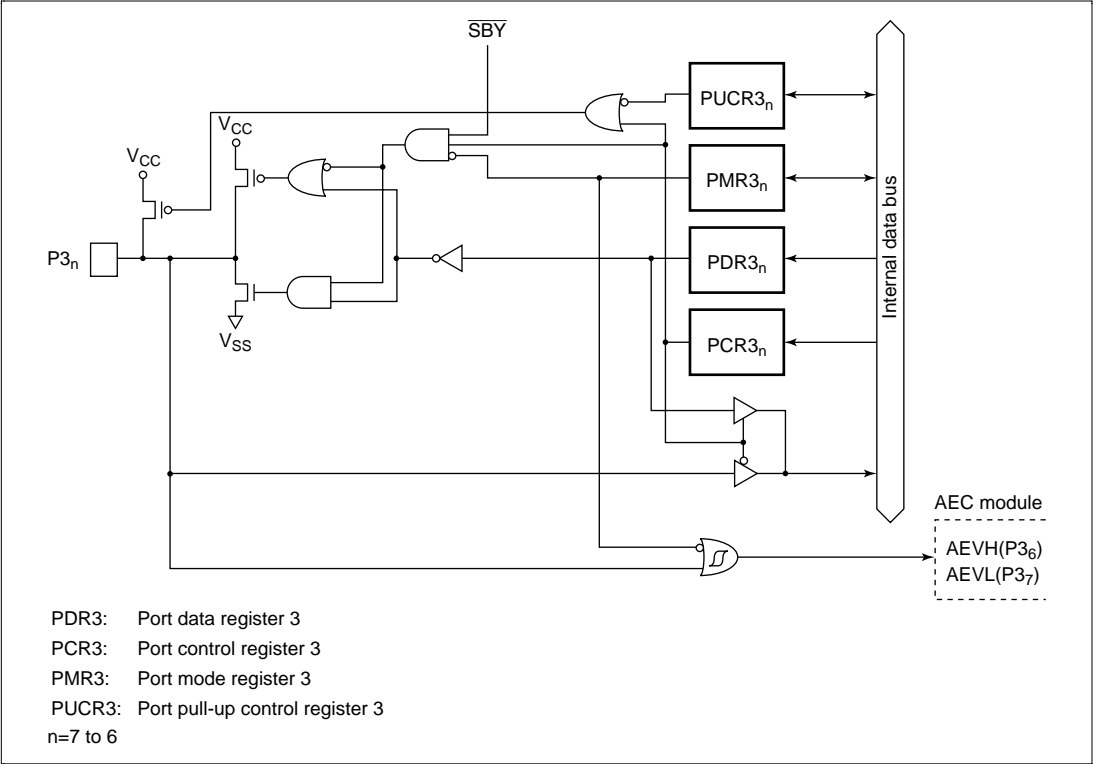 SBY
PUCR3n
VCC
VCC
PMR3n
P3n
PDR3n
Internal data bus
VSS
PCR3n
AEC module
AEVH(P36)
AEVL(P37)
PDR3: Port data register 3
PCR3: Port control register 3
PMR3: Port mode register 3
PUCR3: Port pull-up control register 3
n=7 to 6